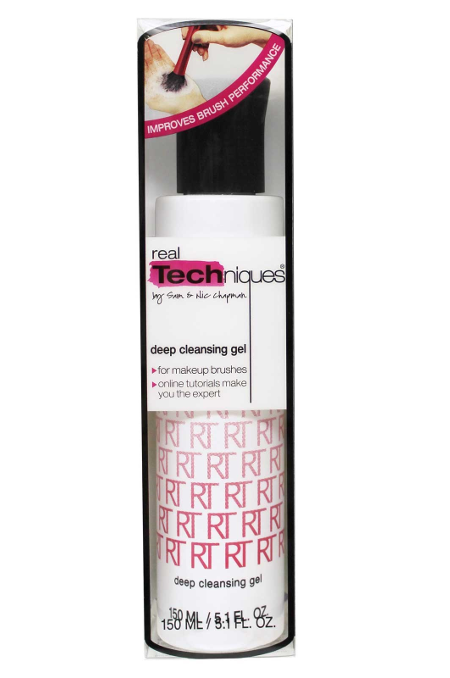 IMPROVES BRUSH PERFORMANCE
real
Techniques®
by Sam & Nic Chapman
deep cleansing gel
▶for makeup brushes
▶online tutorials make
you the expert
RT RT RT RT RT
RT RT RT RT
RT RT RT RT RT
RT RT RT RT
RT RT RT RT RT
RT RT RT RT
deep cleansing gel
150 ML / 5.1 FL. OZ.
150 ML / 5.1 FL. OZ.